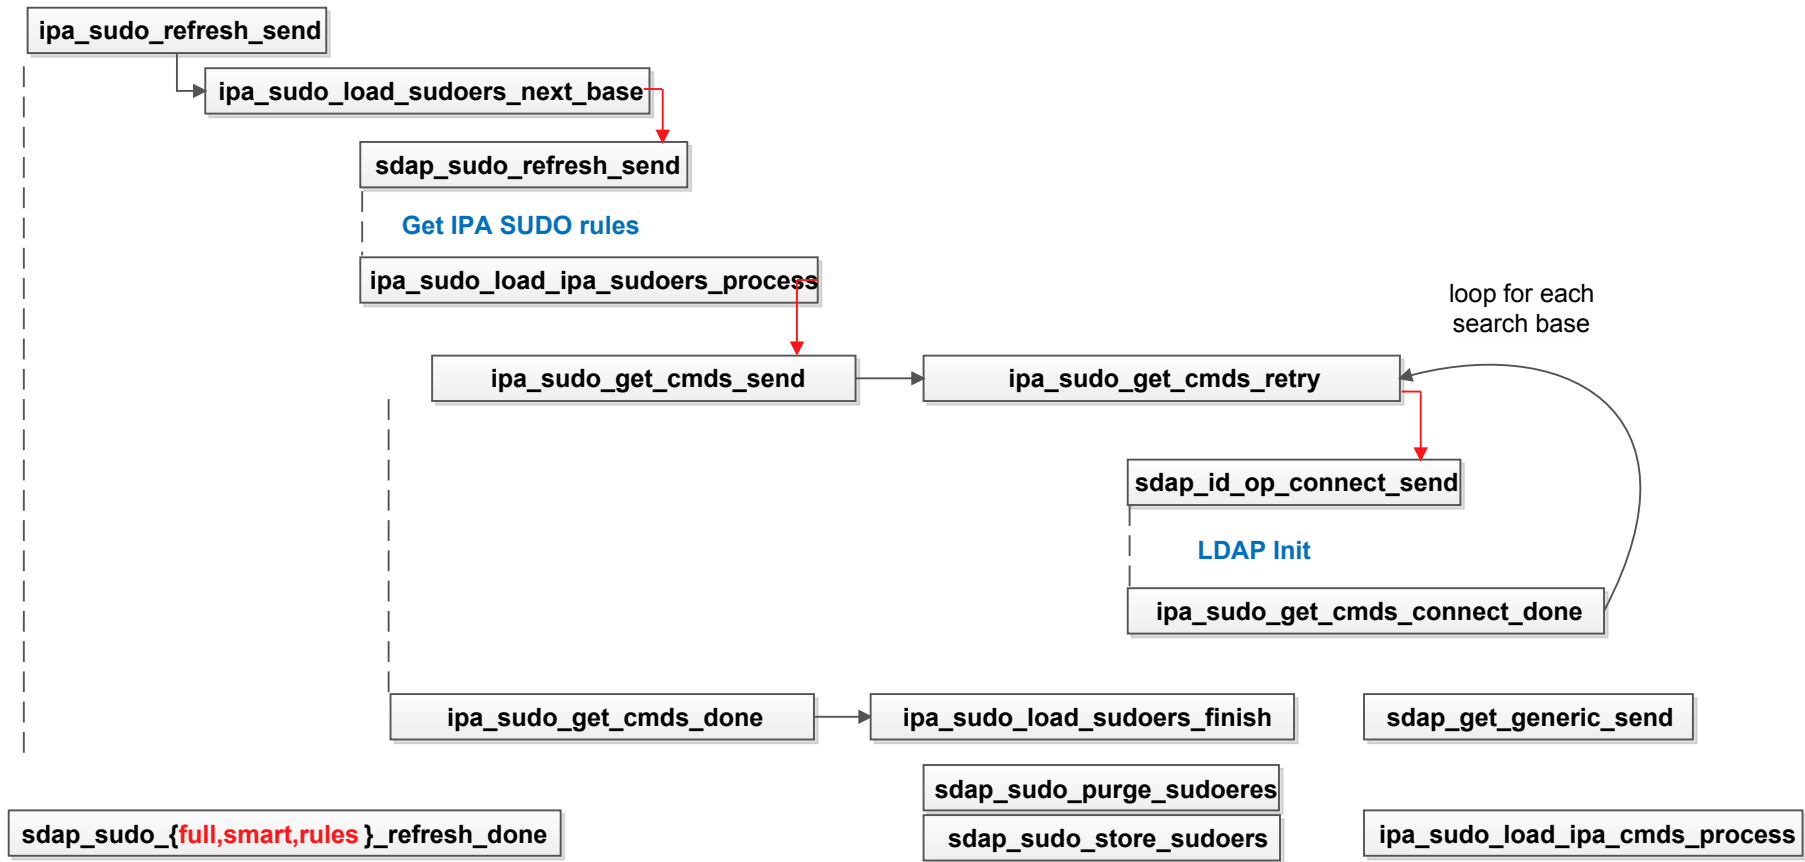 ipa_sudo_refresh_send
ipa_sudo_load_sudoers_next_base
sdap_sudo_refresh_send
Get IPA SUDO rules
ipa_sudo_load_ipa_sudoers_process
loop for each
search base
ipa_sudo_get_cmds_send
ipa_sudo_get_cmds_retry
sdap_id_op_connect_send
LDAP Init
ipa_sudo_get_cmds_connect_done
ipa_sudo_get_cmds_done
ipa_sudo_load_sudoers_finish
sdap_get_generic_send
sdap_sudo_purge_sudoeres
sdap_sudo_{full,smart,rules }_refresh_done
sdap_sudo_store_sudoers
ipa_sudo_load_ipa_cmds_process